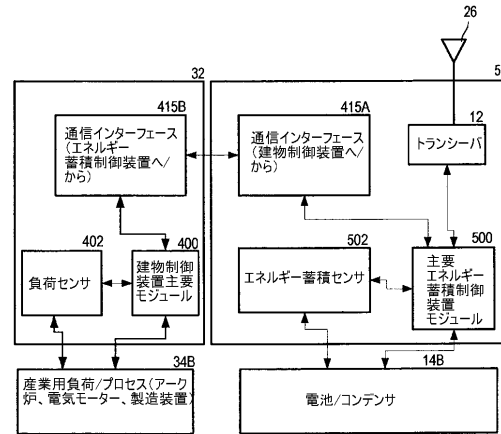 26
32
5
415B
通信インターフェース
(エネルギー
蓄積制御装置へ/
から)
415A
通信インターフェース
(建物制御装置へ/
から)
12
トランシーバ
402
負荷センサ
400
建物制御
装置主要
モジュール
502
エネルギー蓄積センサ
500
主要
エネルギー
蓄積制御
装置
モジュール
34B
産業用負荷/プロセス(アーク
炉、電気モーター、製造装置)
14B
電池/コンデンサ